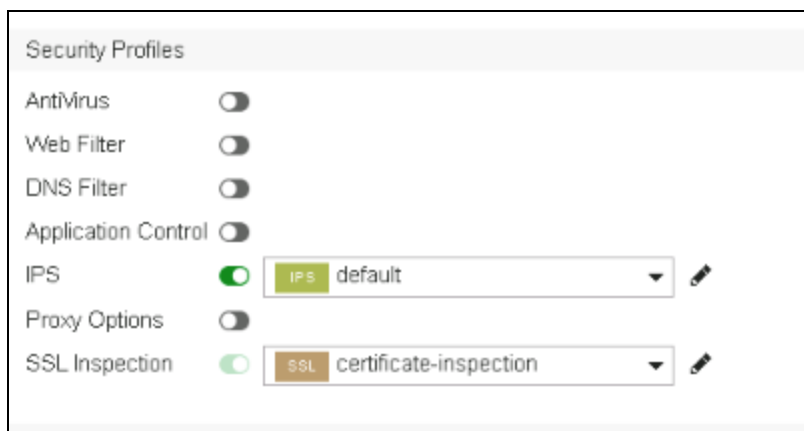 Security Profiles
AntiVirus
Web Filter
DNS Filter
Application Control
IPS IPS default
Proxy Options
SSL Inspection SSL certificate-inspection